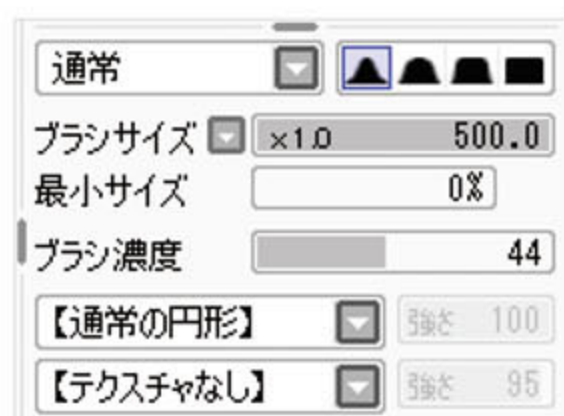 通常
ブラシサイズ ×1.0 500.0
最小サイズ 0%
ブラシ濃度 44
【通常の円形】 強さ 100
【テクスチャなし】 強さ 95